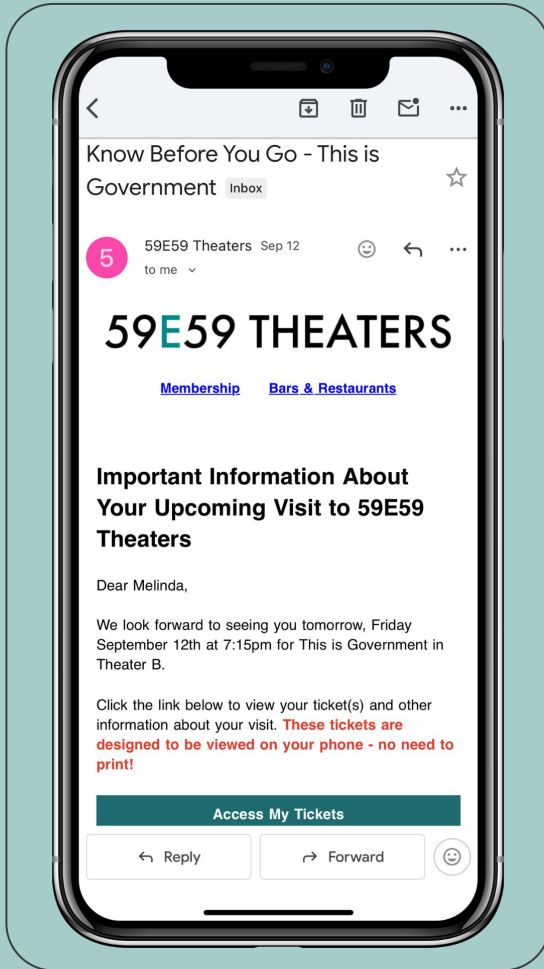 Know Before You Go - This is
Government Inbox
5
59E59 Theaters Sep 12
to me
59E59 THEATERS
Membership Bars & Restaurants
Important Information About
Your Upcoming Visit to 59E59
Theaters
Dear Melinda,
We look forward to seeing you tomorrow, Friday
September 12th at 7:15pm for This is Government in
Theater B.
Click the link below to view your ticket(s) and other
information about your visit. These tickets are
designed to be viewed on your phone - no need to
print!
Access My Tickets
Reply Forward